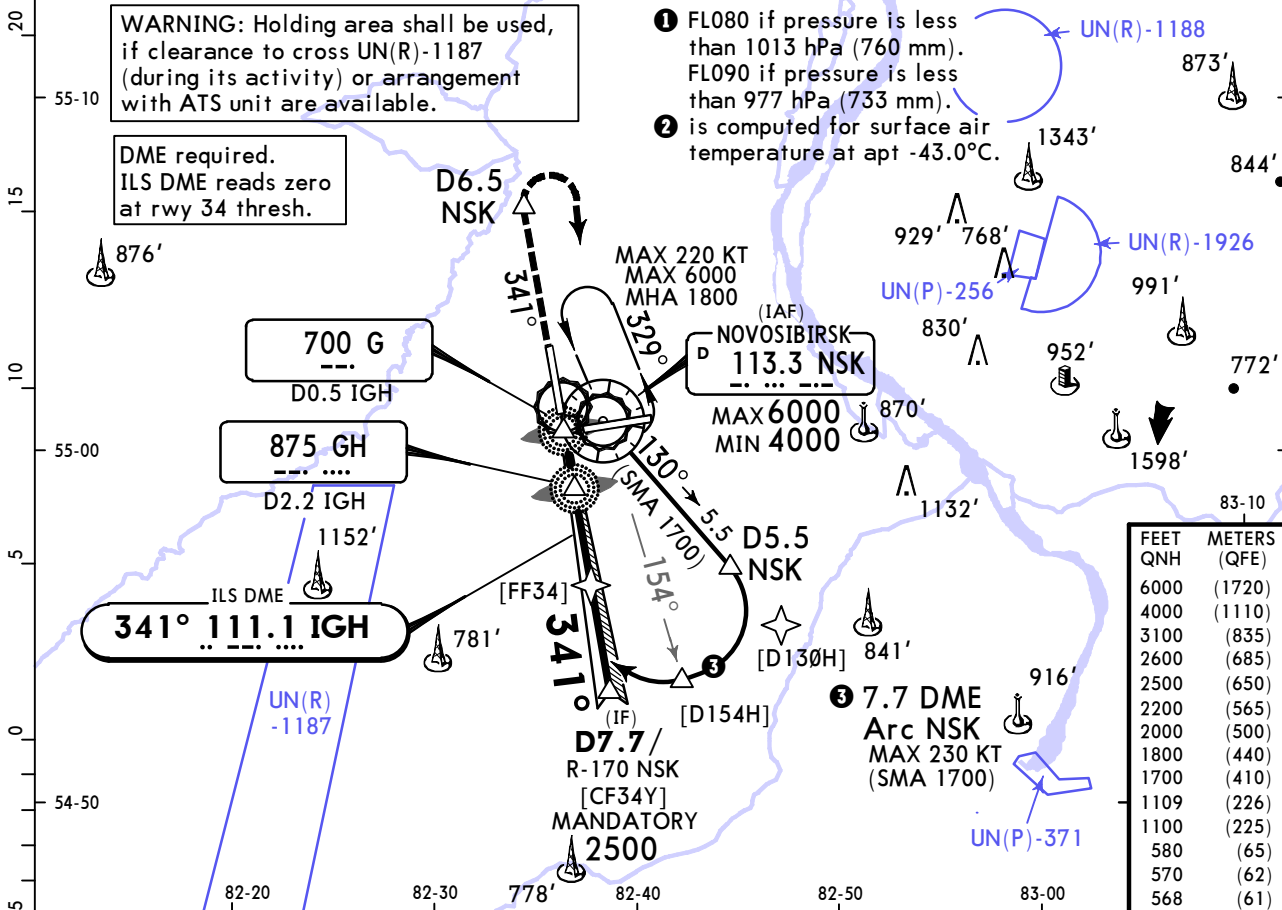 WARNING: Holding area shall be used,
if clearance to cross UN(R)-1187
(during its activity) or arrangement
with ATS unit are available.
DME required.
ILS DME reads zero
at rwy 34 thresh.
❶ FL080 if pressure is less
than 1013 hPa (760 mm).
FL090 if pressure is less
than 977 hPa (733 mm).
❷ is computed for surface air
temperature at apt -43.0°C.
UN(R)-1188
873'
1343'
844'
929'
768'
UN(R)-1926
UN(P)-256
991'
830'
952'
772'
870'
1598'
1132'
876'
D6.5
NSK
341°
MAX 220 KT
MAX 6000
MHA 1800
329°
(IAF)
NOVOSIBIRSK
D 113.3 NSK
MAX 6000
MIN 4000
700 G
D0.5 IGH
875 GH
D2.2 IGH
1152'
ILS DME
341° 111.1 IGH
781'
UN(R)
-1187
[FF34]
341°
130°
5.5
(SMA 1700)
154°
D5.5
NSK
[D130H]
841'
❸
[D154H]
❸ 7.7 DME
Arc NSK
MAX 230 KT
(SMA 1700)
916'
UN(P)-371
(IF)
D7.7/
R-170 NSK
[CF34Y]
MANDATORY
2500
778'
20
15
10
5
0
5
55-10
55-00
54-50
82-20
82-30
82-40
82-50
83-00
83-10
FEET METERS
QNH (QFE)
6000 (1720)
4000 (1110)
3100 (835)
2600 (685)
2500 (650)
2200 (565)
2000 (500)
1800 (440)
1700 (410)
1109 (226)
1100 (225)
580 (65)
570 (62)
568 (61)